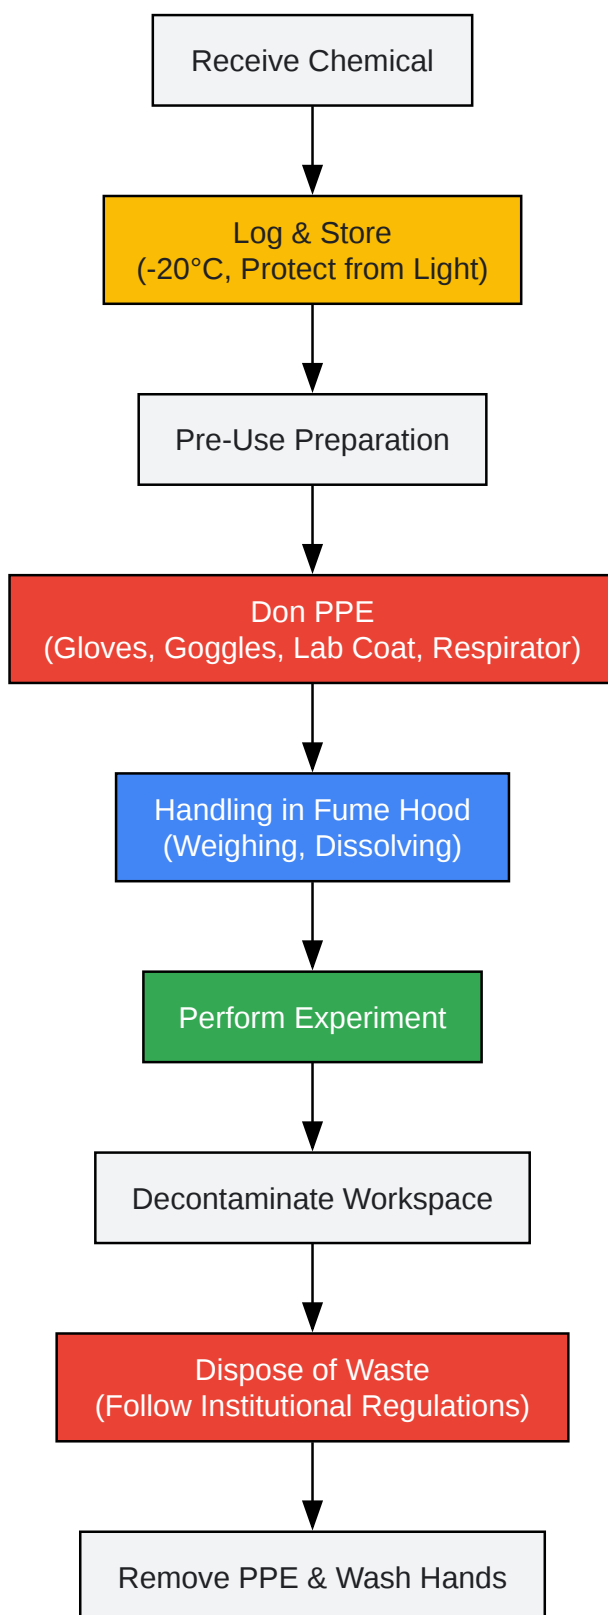 Receive Chemical
Log & Store
(-20°C, Protect from Light)
Pre-Use Preparation
Don PPE
(Gloves, Goggles, Lab Coat, Respirator)
Handling in Fume Hood
(Weighing, Dissolving)
Perform Experiment
Decontaminate Workspace
Dispose of Waste
(Follow Institutional Regulations)
Remove PPE & Wash Hands